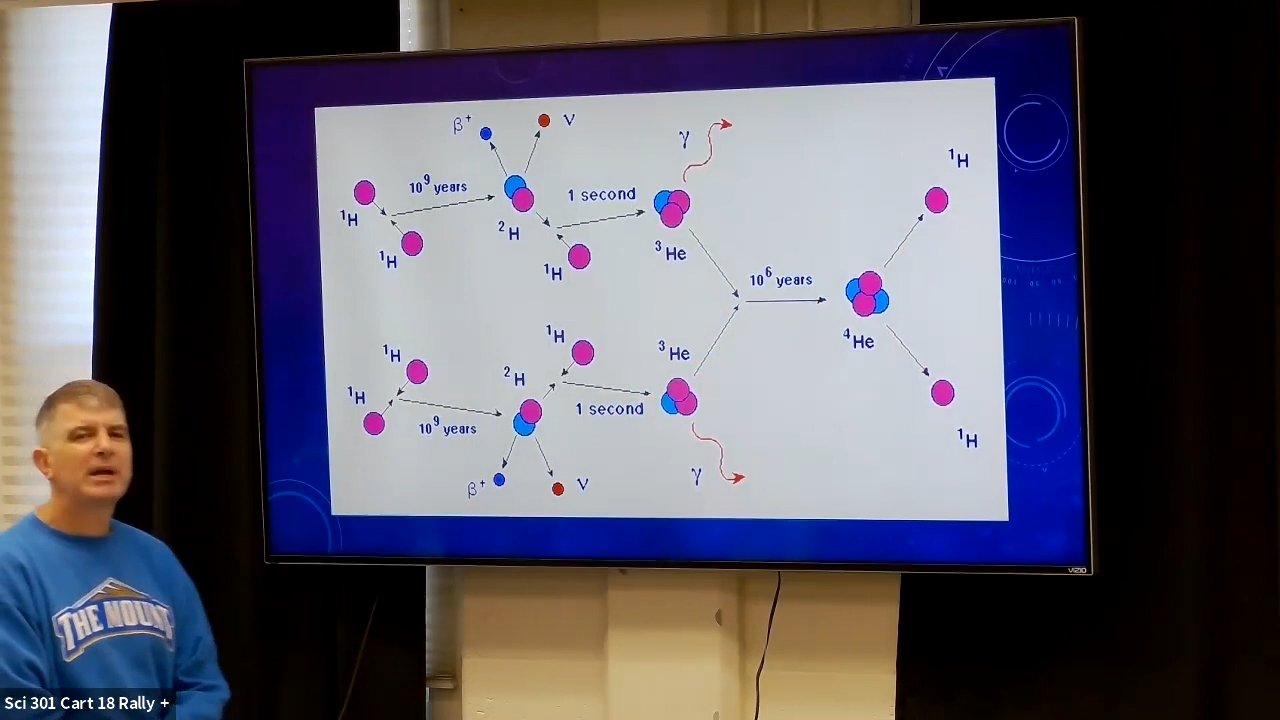 β+
ν
γ
1H
10^9 years
1 second
1H
2H
3He
1H
1H
10^6 years
1H
3He
4He
1H
2H
1H
1 second
10^9 years
1H
γ
β+
ν
VIZIO
THE MOUNT
Sci 301 Cart 18 Rally +